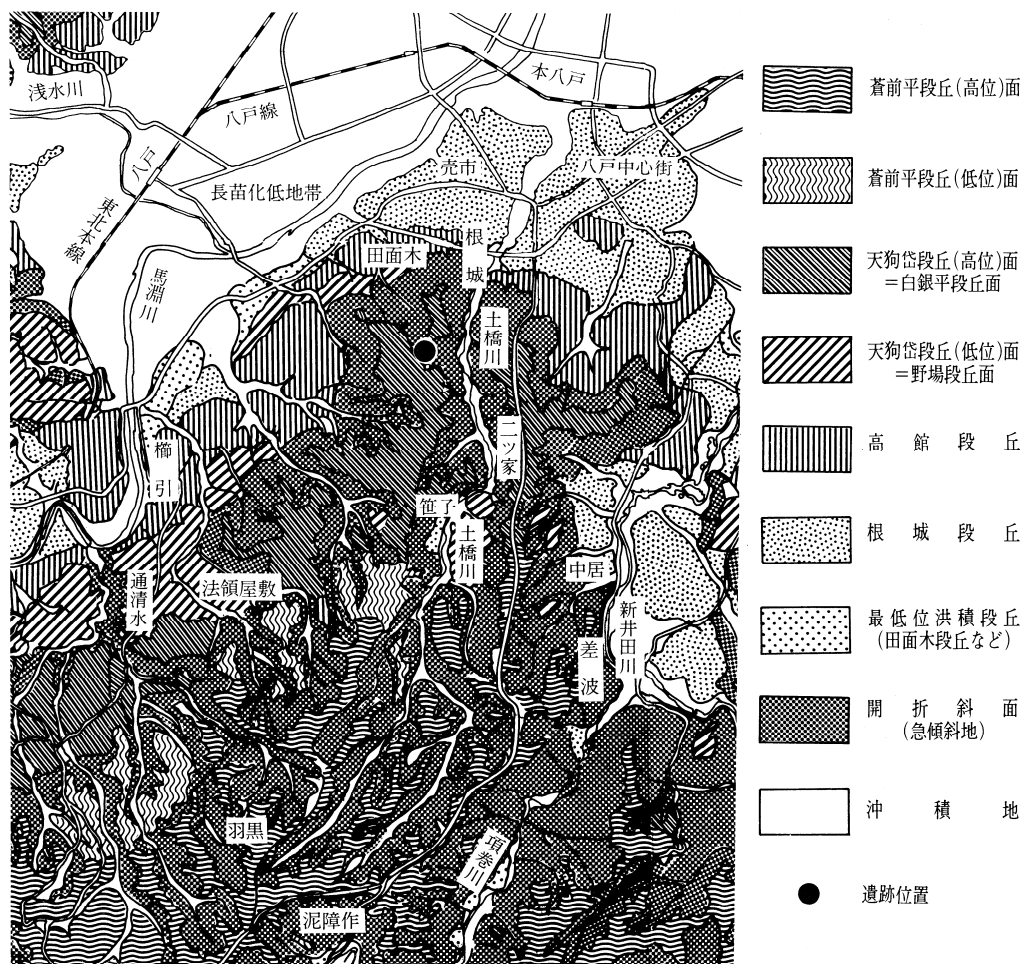 浅水川
八戸線
本八戸
八戸
長苗化低地帯
売市
八戸中心街
東北本線
馬淵川
田面木
根城
土橋川
二ツ家
櫛引
笹了
土橋川
中居
通清水
法領屋敷
新井田川
差波
羽黒
頃巻川
泥障作
蒼前平段丘(高位)面
蒼前平段丘(低位)面
天狗岱段丘(高位)面
=白銀平段丘面
天狗岱段丘(低位)面
=野場段丘面
高館段丘
根城段丘
最低位洪積段丘
(田面木段丘など)
開折斜面
(急傾斜地)
沖積地
遺跡位置